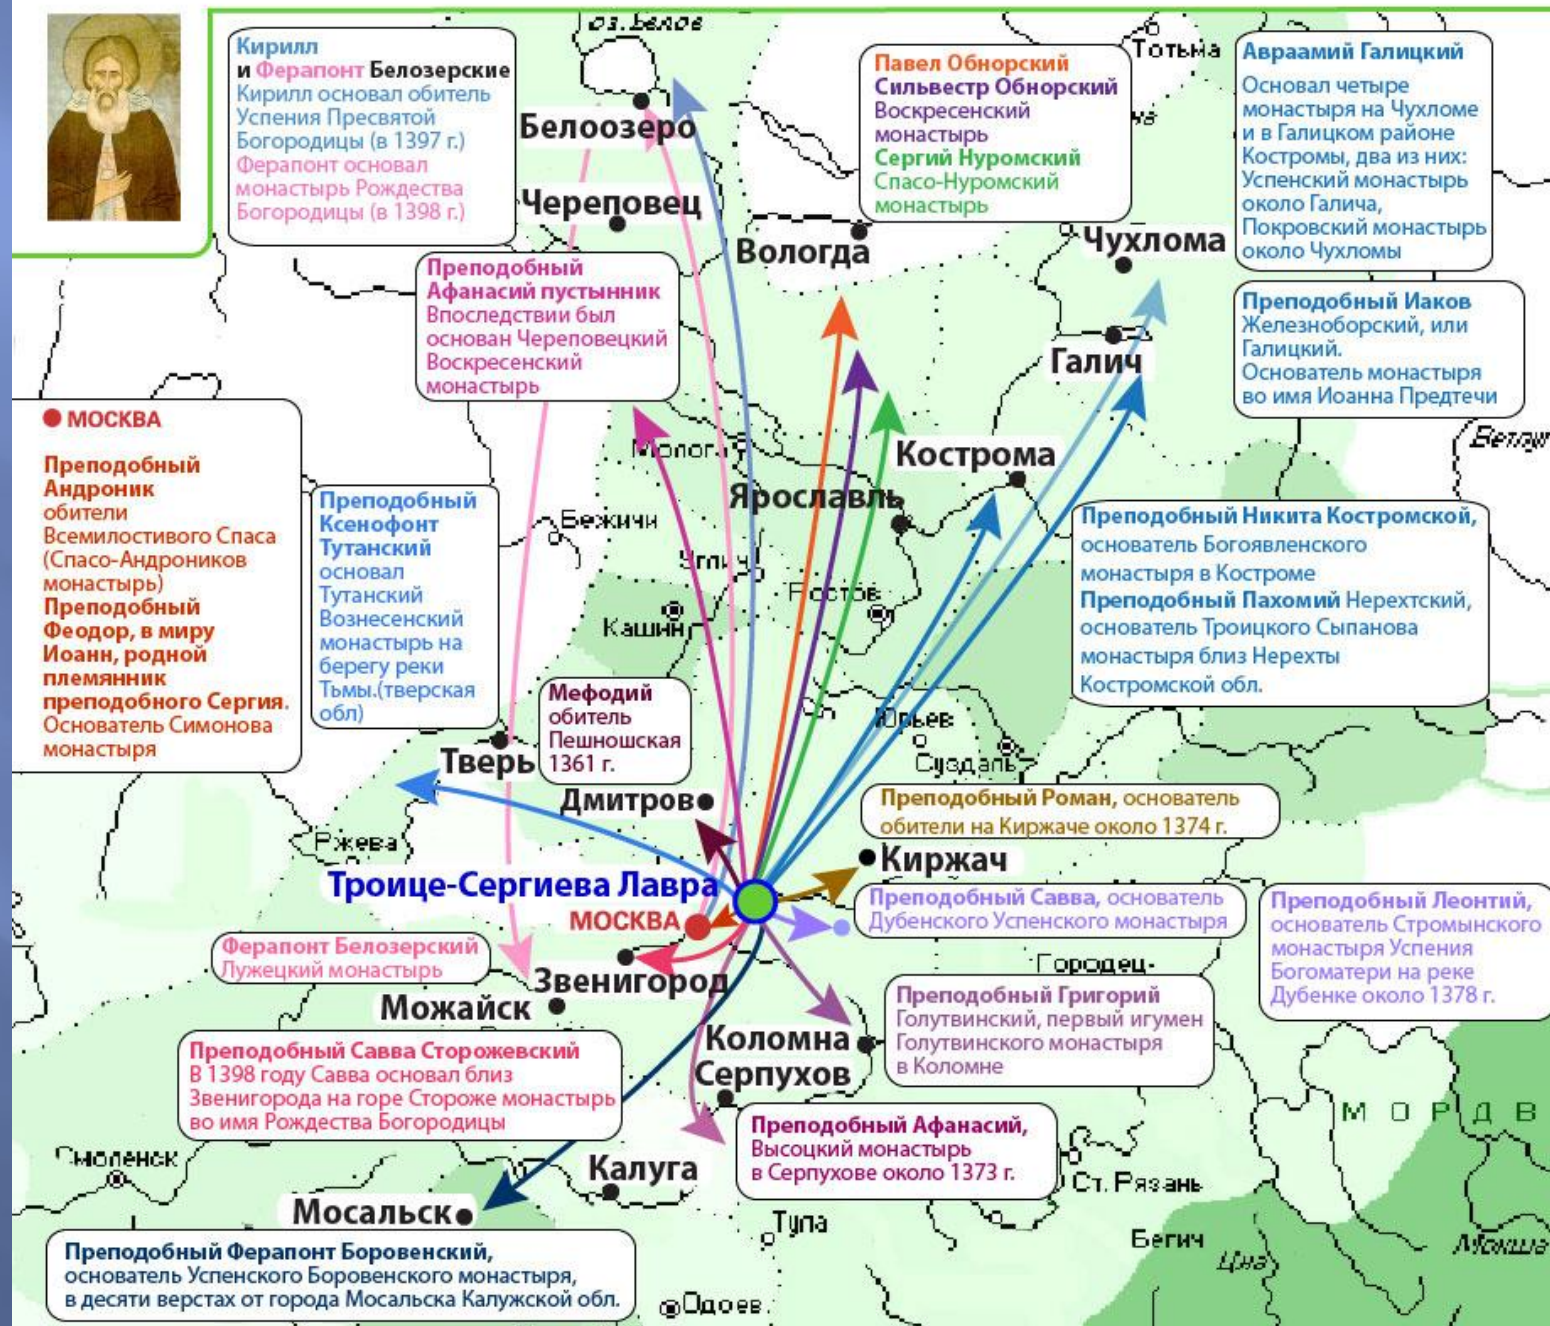 оз. Белое
Тотьма
Кирилл
и Ферапонт Белозерские
Кирилл основал обитель
Успения Пресвятой
Богородицы (в 1397 г.)
Ферапонт основал
монастырь Рождества
Богородицы (в 1398 г.)
Павел Обнорский
Сильвестр Обнорский
Воскресенский
монастырь
Сергий Нуромский
Спасо-Нуромский
монастырь
Авраамий Галицкий
Основал четыре
монастыря на Чухломе
и в Галицком районе
Костромы, два из них:
Успенский монастырь
около Галича,
Покровский монастырь
около Чухломы
Белоозеро
Череповец
Вологда
Чухлома
Преподобный
Афанасий пустынник
Впоследствии был
основан Череповецкий
Воскресенский
монастырь
Преподобный Иаков
Железноборский, или
Галицкий.
Основатель монастыря
во имя Иоанна Предтечи
Галич
МОСКВА
Преподобный
Андроник
обители
Всемилостивого Спаса
(Спасо-Андроников
монастырь)
Преподобный
Феодор, в миру
Иоанн, родной
племянник
преподобного Сергия.
Основатель Симонова
монастыря
Преподобный
Ксенофонт
Тутанский
основал
Тутанский
Вознесенский
монастырь на
берегу реки
Тьмы.(тверская
обл)
Молога
Кострома
Ярославль
Бежичи
Углич
Ростов
Кашин
Преподобный Никита Костромской,
основатель Богоявленского
монастыря в Костроме
Преподобный Пахомий Нерехтский,
основатель Троицкого Сыпанова
монастыря близ Нерехты
Костромской обл.
Мефодий
обитель
Пешношская
1361 г.
Юрьев
Суздаль
Тверь
Дмитров
Ржева
Преподобный Роман, основатель
обители на Киржаче около 1374 г.
Киржач
Троице-Сергиева Лавра
МОСКВА
Преподобный Савва, основатель
Дубенского Успенского монастыря
Преподобный Леонтий,
основатель Стромынского
монастыря Успения
Богоматери на реке
Дубенке около 1378 г.
Ферапонт Белозерский
Лужецкий монастырь
Звенигород
Городец-
Можайск
Преподобный Григорий
Голутвинский, первый игумен
Голутвинского монастыря
в Коломне
Коломна
Серпухов
Преподобный Савва Сторожевский
В 1398 году Савва основал близ
Звенигорода на горе Стороже монастырь
во имя Рождества Богородицы
МОРДВ
Преподобный Афанасий,
Высоцкий монастырь
в Серпухове около 1373 г.
Смоленск
Калуга
Ст. Рязань
Мосальск
Тула
Бегич
Цна
Мокша
Преподобный Ферапонт Боровенский,
основатель Успенского Боровенского монастыря,
в десяти верстах от города Мосальска Калужской обл.
Одоев